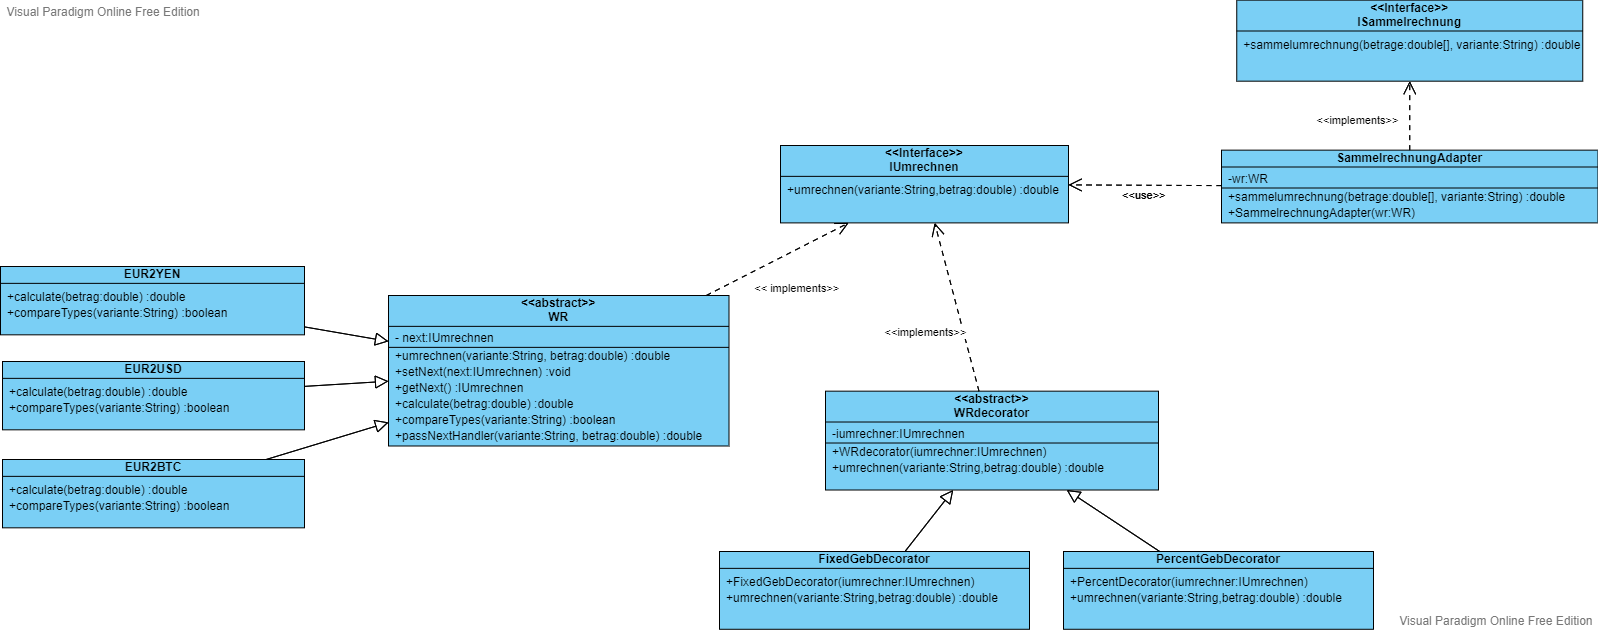 Visual Paradigm Online Free Edition
<<Interface>>
ISammelrechnung
+sammelumrechnung(betrage:double[], variante:String) :double
<<implements>>
<<Interface>>
IUmrechnen
+umrechnen(variante:String,betrag:double) :double
<<use>>
SammelrechnungAdapter
-wr:WR
+sammelumrechnung(betrage:double[], variante:String) :double
+SammelrechnungAdapter(wr:WR)
<< implements>>
<<implements>>
EUR2YEN
+calculate(betrag:double) :double
+compareTypes(variante:String) :boolean
EUR2USD
+calculate(betrag:double) :double
+compareTypes(variante:String) :boolean
EUR2BTC
+calculate(betrag:double) :double
+compareTypes(variante:String) :boolean
<<abstract>>
WR
- next:IUmrechnen
+umrechnen(variante:String, betrag:double) :double
+setNext(next:IUmrechnen) :void
+getNext() :IUmrechnen
+calculate(betrag:double) :double
+compareTypes(variante:String) :boolean
+passNextHandler(variante:String, betrag:double) :double
<<abstract>>
WRdecorator
-iumrechner:IUmrechnen
+WRdecorator(iumrechner:IUmrechnen)
+umrechnen(variante:String,betrag:double) :double
FixedGebDecorator
+FixedGebDecorator(iumrechner:IUmrechnen)
+umrechnen(variante:String,betrag:double) :double
PercentGebDecorator
+PercentDecorator(iumrechner:IUmrechnen)
+umrechnen(variante:String,betrag:double) :double
Visual Paradigm Online Free Edition